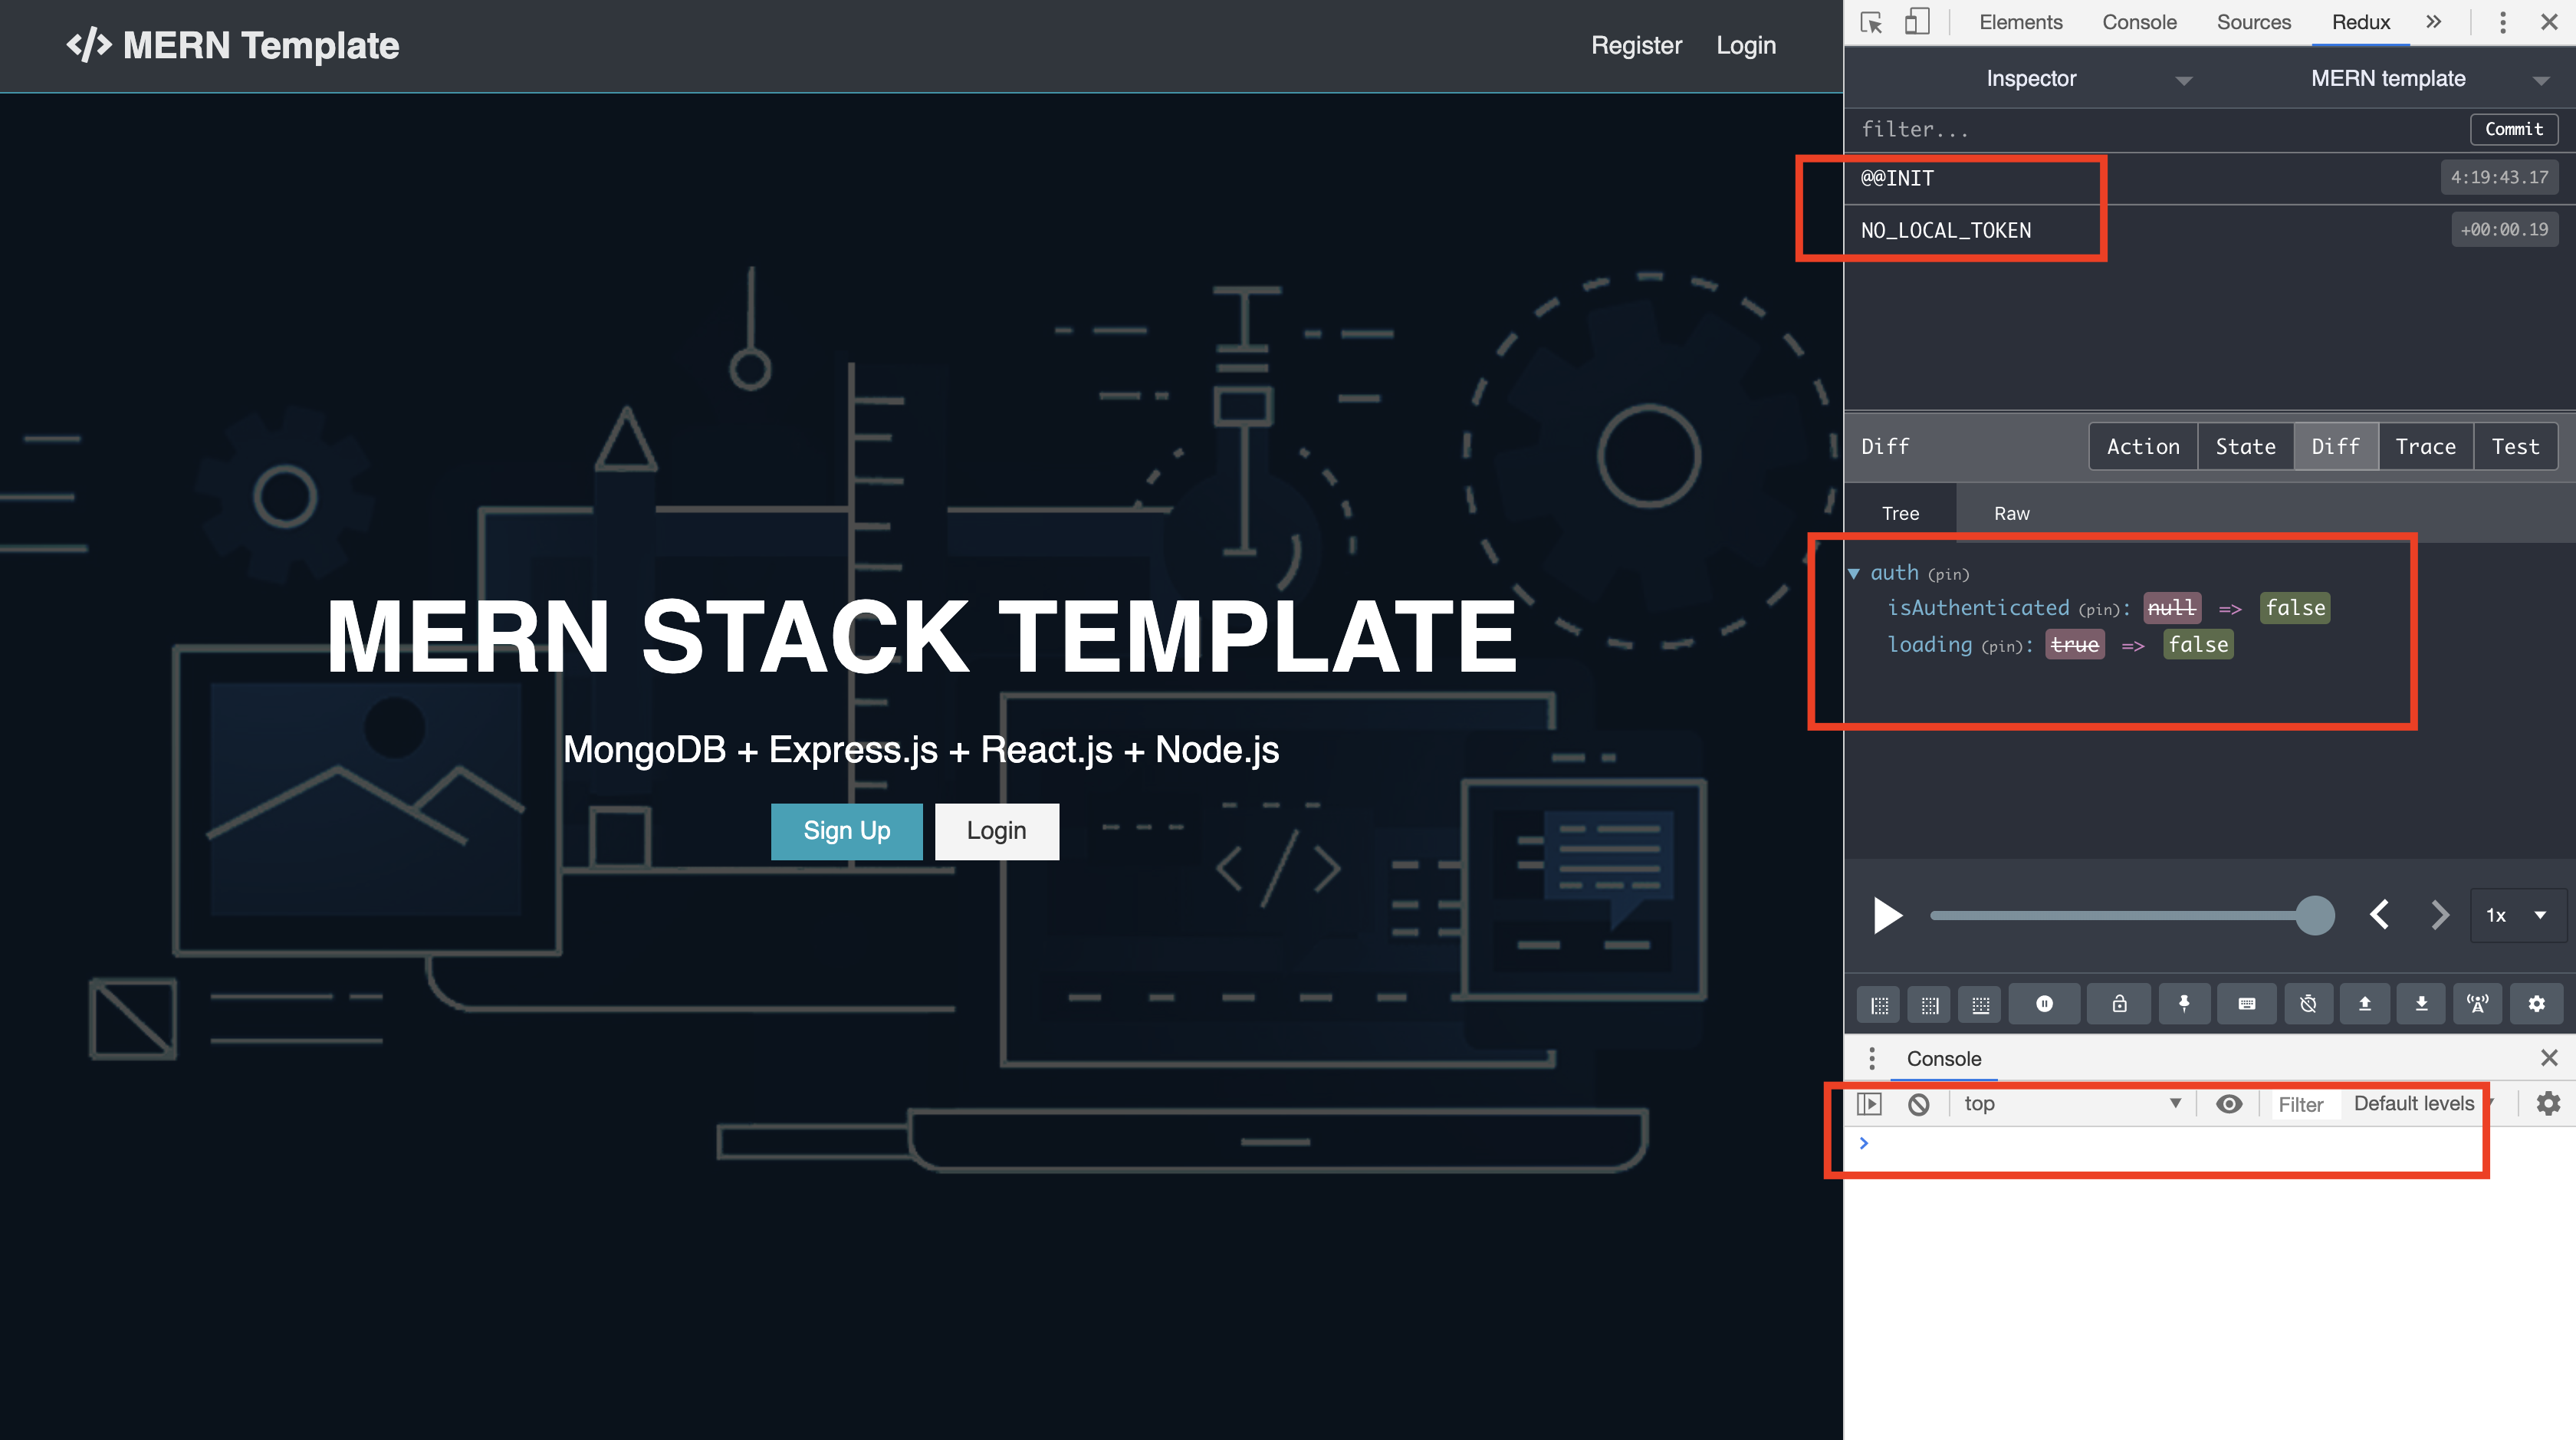 </> MERN Template
Register Login
MERN STACK TEMPLATE
MongoDB + Express.js + React.js + Node.js
Sign Up Login
Elements Console Sources Redux »
Inspector MERN template
filter... Commit
@@INIT 4:19:43.17
NO_LOCAL_TOKEN +00:00.19
Diff Action State Diff Trace Test
Tree Raw
auth (pin)
isAuthenticated (pin): null => false
loading (pin): true => false
1x
Console
top Filter Default levels
>